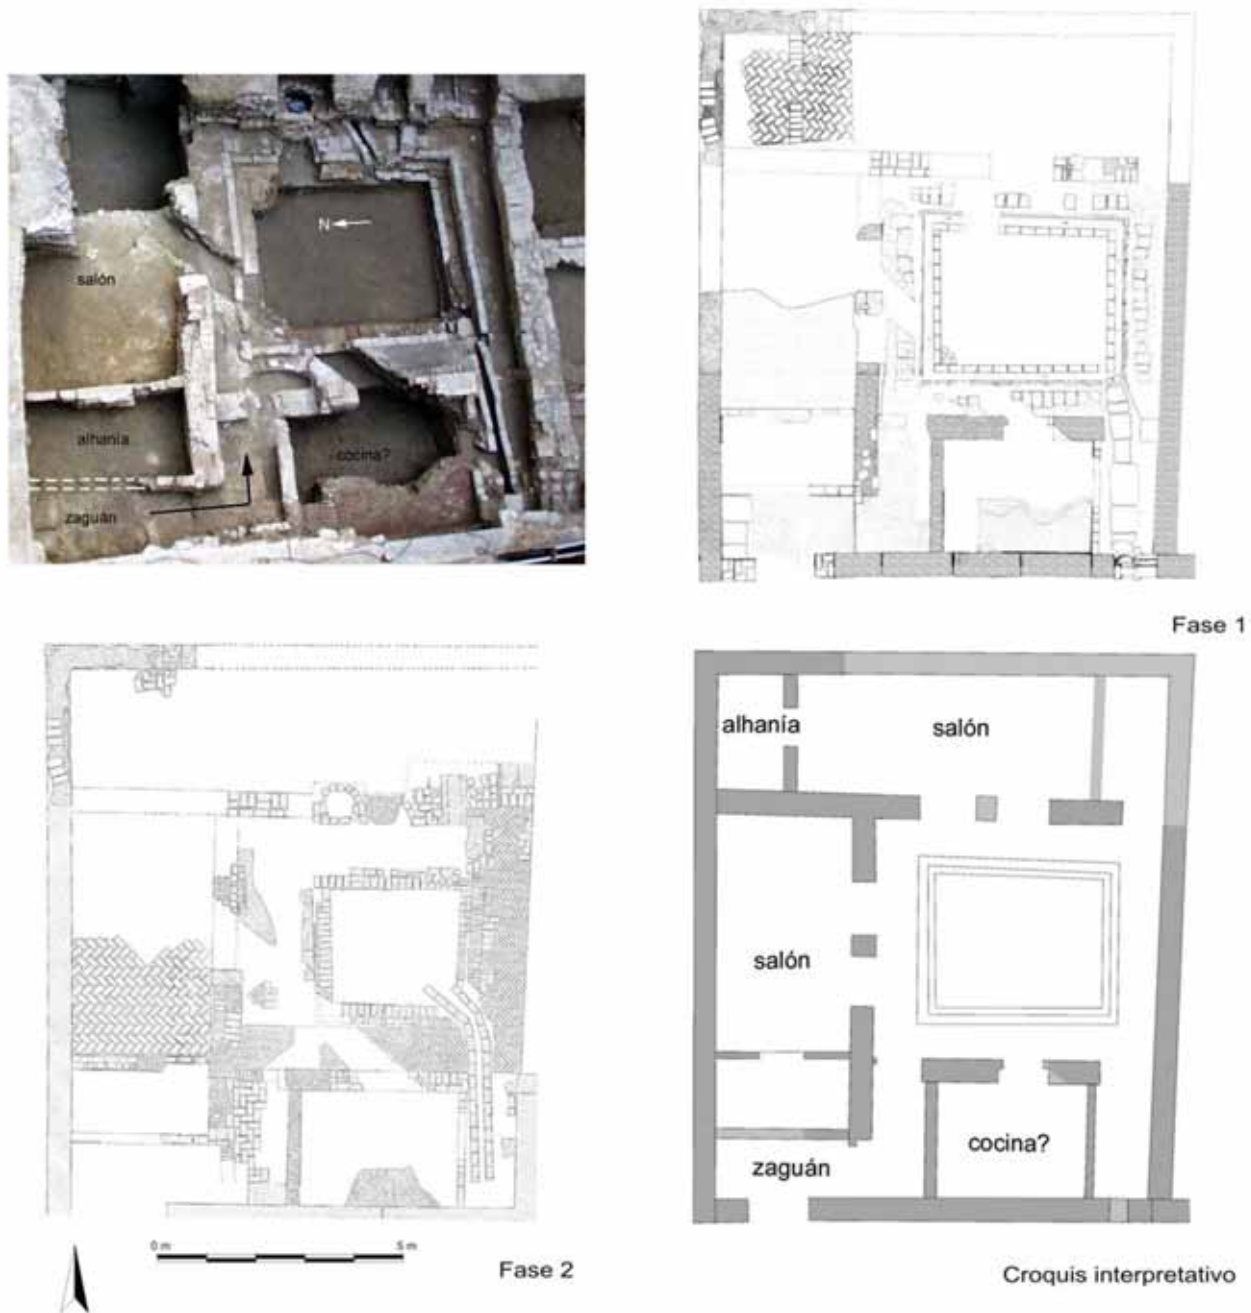 N
salón
alhanía
cocina?
zaguán
Fase 1
0 m
5 m
Fase 2
alhanía
salón
salón
cocina?
zaguán
Croquis interpretativo